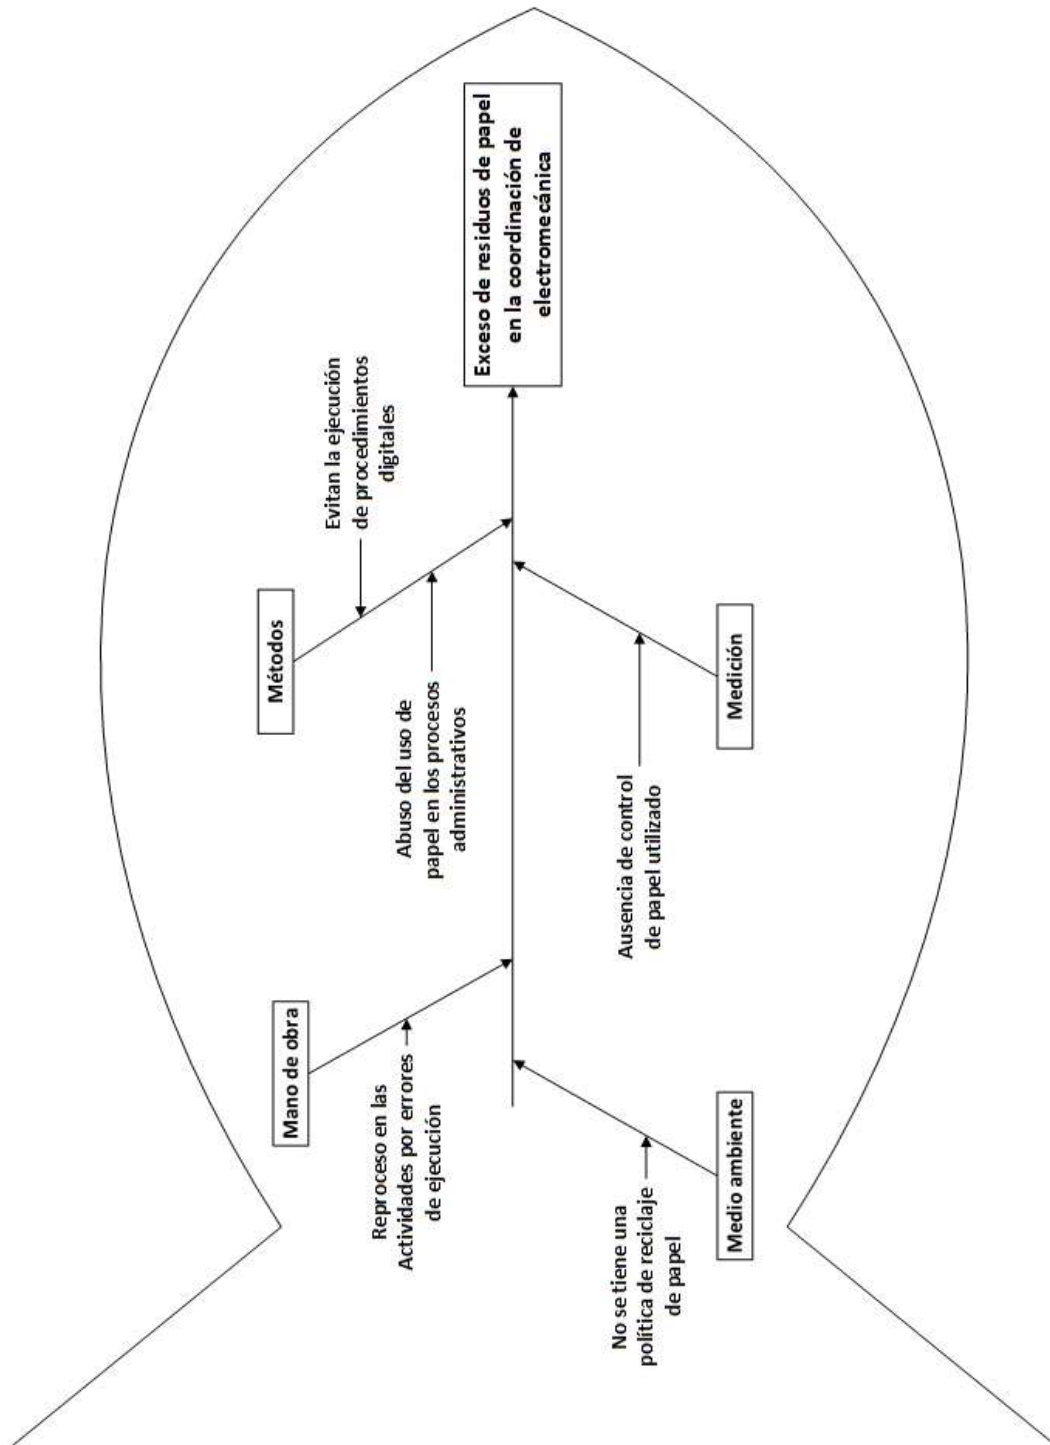 Mano de obra
Reproceso en las
Actividades por errores
de ejecución
Métodos
Evitan la ejecución
de procedimientos
digitales
Abuso del uso de
papel en los procesos
administrativos
Exceso de residuos de papel
en la coordinación de
electromecánica
No se tiene una
política de reciclaje
de papel
Medio ambiente
Ausencia de control
de papel utilizado
Medición